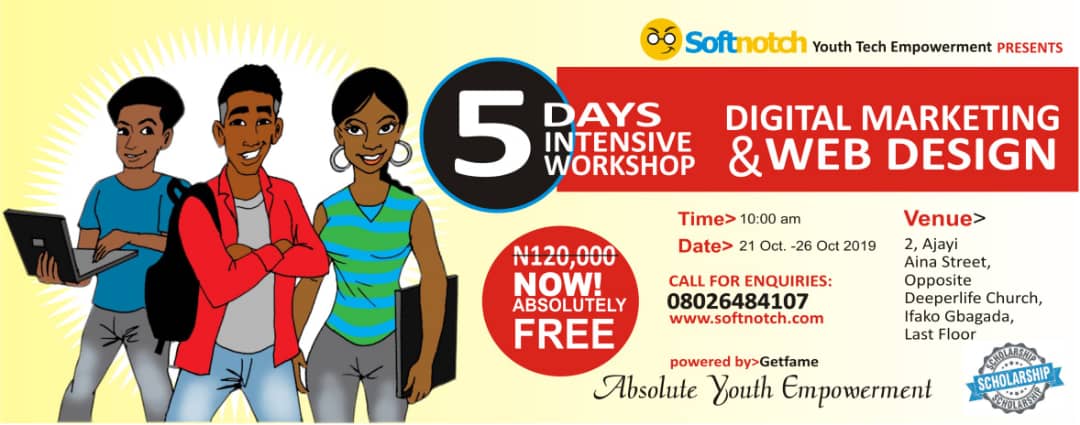 Softnotch Youth Tech Empowerment PRESENTS
5 DAYS
INTENSIVE
WORKSHOP
DIGITAL MARKETING
& WEB DESIGN
Time> 10:00 am
Date> 21 Oct. -26 Oct 2019
Venue>
2, Ajayi
Aina Street,
Opposite
Deeperlife Church,
Ifako Gbagada,
Last Floor
N120,000
NOW!
ABSOLUTELY
FREE
CALL FOR ENQUIRIES:
08026484107
www.softnotch.com
powered by>Getfame
Absolute Youth Empowerment
SCHOLARSHIP
SCHOLARSHIP
SCHOLARSHIP